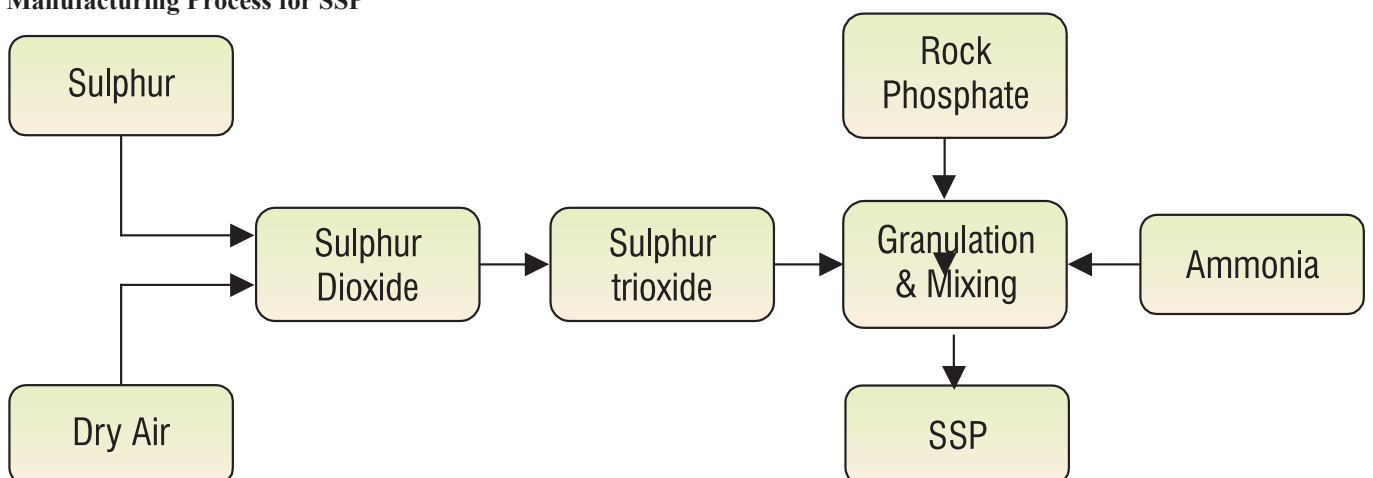 Manufacturing Process for SSP
Sulphur
Rock
Phosphate
Sulphur
Dioxide
Sulphur
trioxide
Granulation
& Mixing
Ammonia
Dry Air
SSP